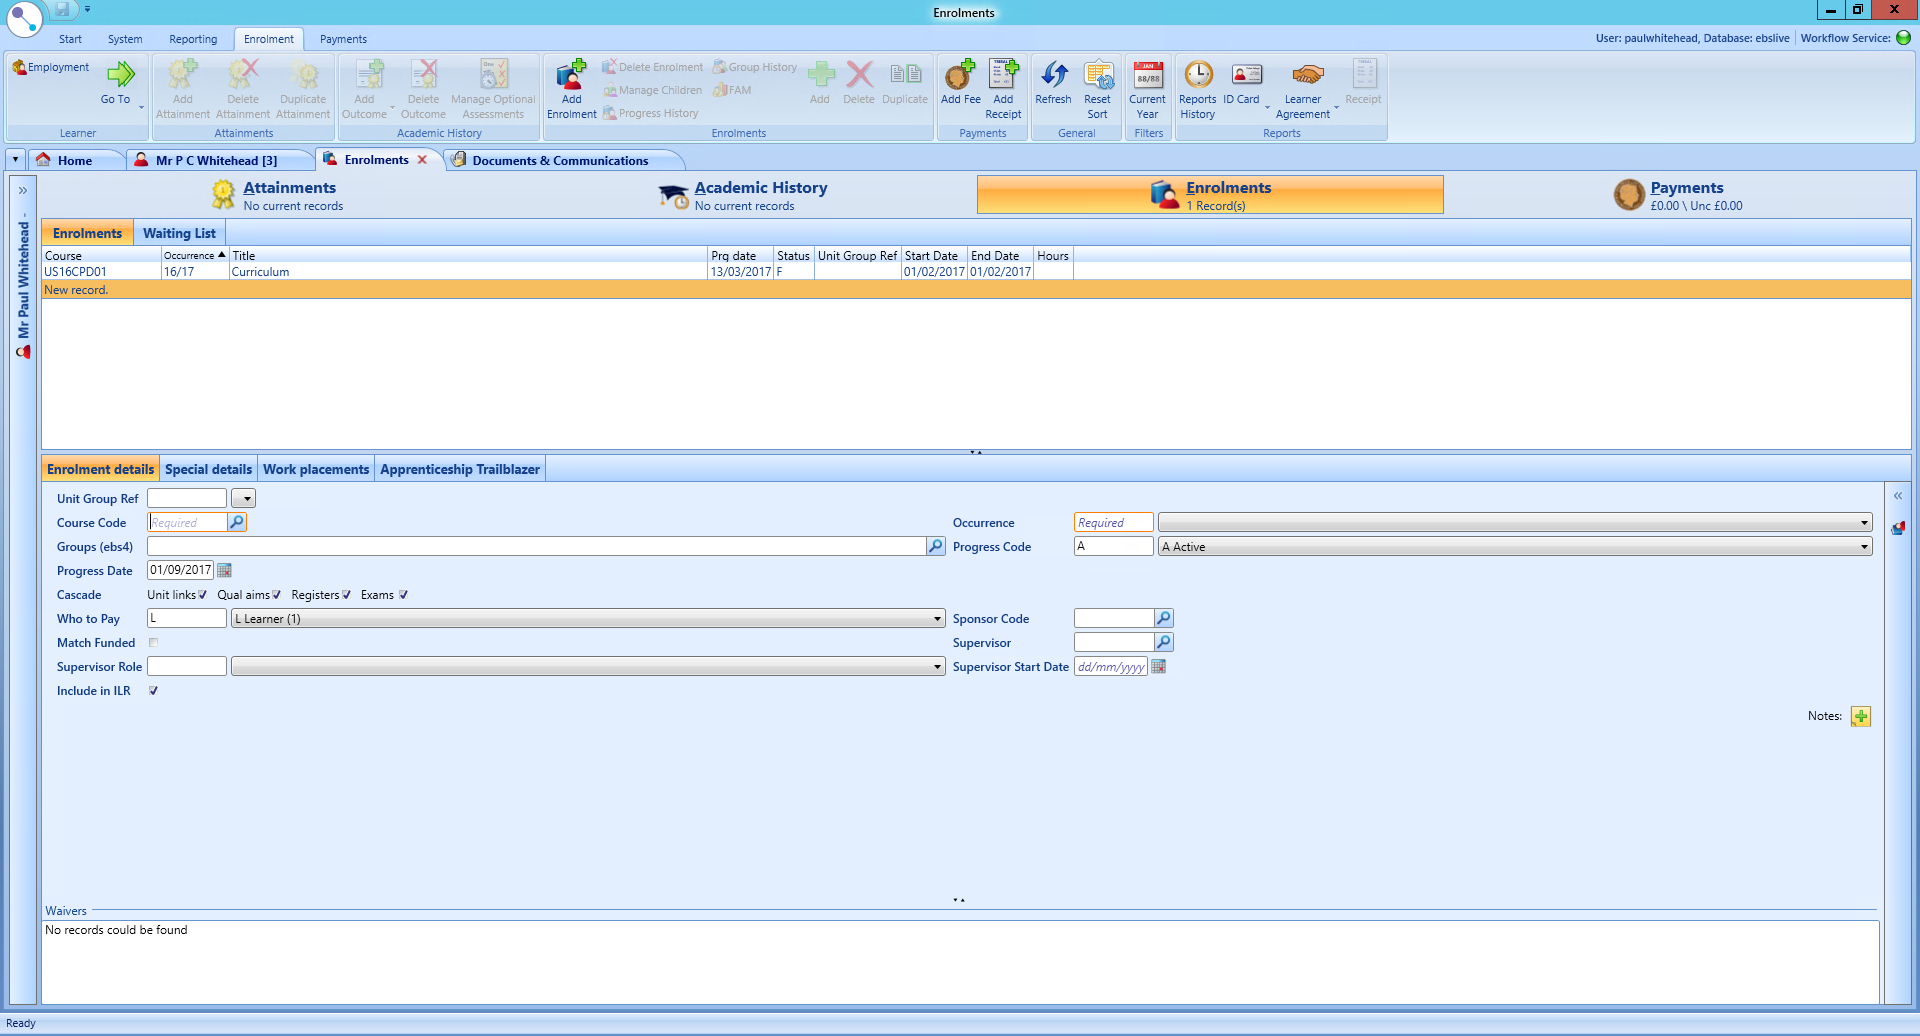 Enrolments
Start System Reporting Enrolment Payments
User: paulwhitehead, Database: ebslive Workflow Service:
Employment
Go To
Learner
Add Attainment
Delete Attainment
Duplicate Attainment
Attainments
Add Outcome
Delete Outcome
Manage Optional Assessments
Academic History
Add Enrolment
Delete Enrolment
Manage Children
Progress History
Group History
FAM
Add
Delete
Duplicate
Enrolments
Add Fee
Add Receipt
Payments
Refresh
Reset Sort
General
JAN
88/88
Current Year
Filters
Reports History
ID Card
Learner Agreement
Receipt
Reports
Home
Mr P C Whitehead [3]
Enrolments
Documents & Communications
Mr Paul Whitehead -
Attainments
No current records
Academic History
No current records
Enrolments
1 Record(s)
Payments
£0.00 \ Unc £0.00
Enrolments Waiting List
Course Occurrence Title Prg date Status Unit Group Ref Start Date End Date Hours
US16CPD01 16/17 Curriculum 13/03/2017 F 01/02/2017 01/02/2017
New record.
Enrolment details Special details Work placements Apprenticeship Trailblazer
Unit Group Ref
Course Code Required Occurrence Required
Groups (ebs4) Progress Code A A Active
Progress Date 01/09/2017
Cascade Unit links Qual aims Registers Exams
Who to Pay L L Learner (1) Sponsor Code
Match Funded Supervisor
Supervisor Role Supervisor Start Date dd/mm/yyyy
Include in ILR
Notes:
Waivers
No records could be found
Ready